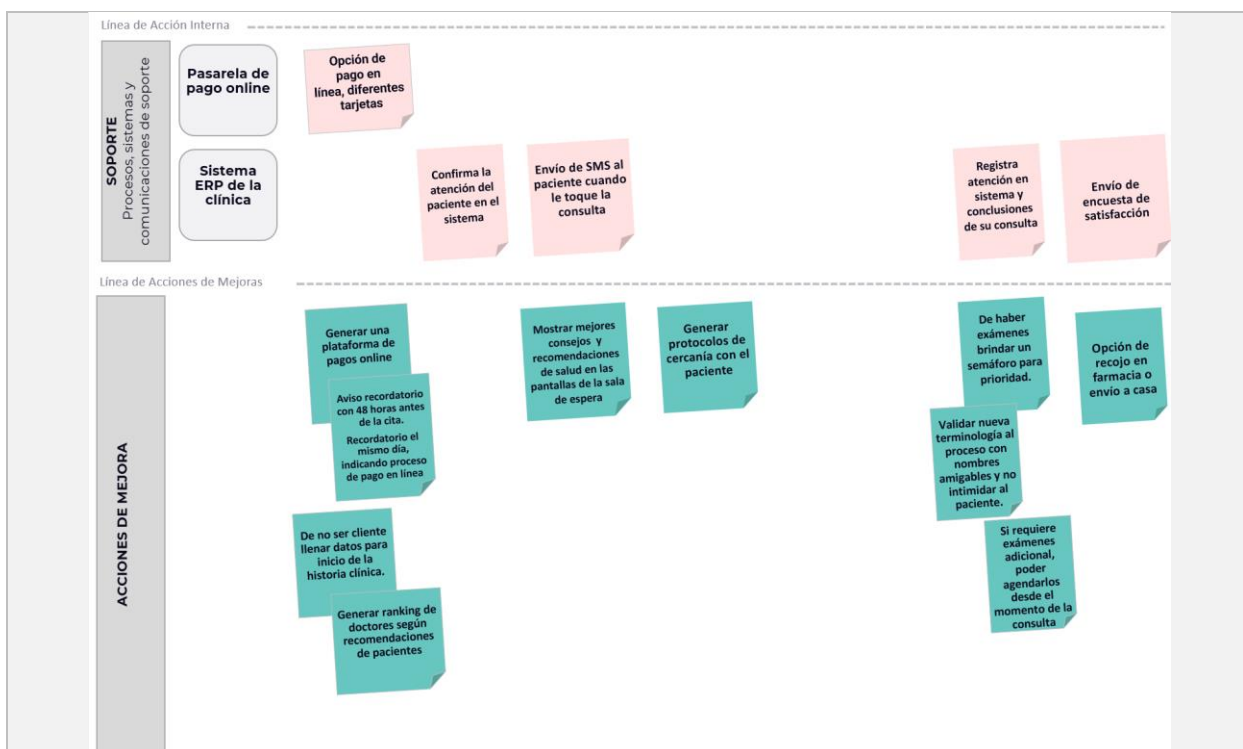 Línea de Acción Interna
SOPORTE
Procesos, sistemas y
comunicaciones de soporte
Pasarela de
pago online
Opción de
pago en
línea, diferentes
tarjetas
Sistema
ERP de la
clínica
Confirma la
atención del
paciente en el
sistema
Envío de SMS al
paciente cuando
le toque la
consulta
Registra
atención en
sistema y
conclusiones
de su consulta
Envío de
encuesta de
satisfacción
Línea de Acciones de Mejoras
ACCIONES DE MEJORA
Generar una
plataforma de
pagos online
Aviso recordatorio
con 48 horas antes
de la cita.
Recordatorio el
mismo día,
indicando proceso
de pago en línea
De no ser cliente
llenar datos para
inicio de la
historia clínica.
Generar ranking de
doctores según
recomendaciones
de pacientes
Mostrar mejores
consejos y
recomendaciones
de salud en las
pantallas de la sala
de espera
Generar
protocolos de
cercanía con el
paciente
De haber
exámenes
brindar un
semáforo para
prioridad.
Validar nueva
terminología al
proceso con
nombres
amigables y no
intimidar al
paciente.
Si requiere
exámenes
adicional,
poder
agendarlos
desde el
momento de la
consulta
Opción de
recojo en
farmacia o
envío a casa